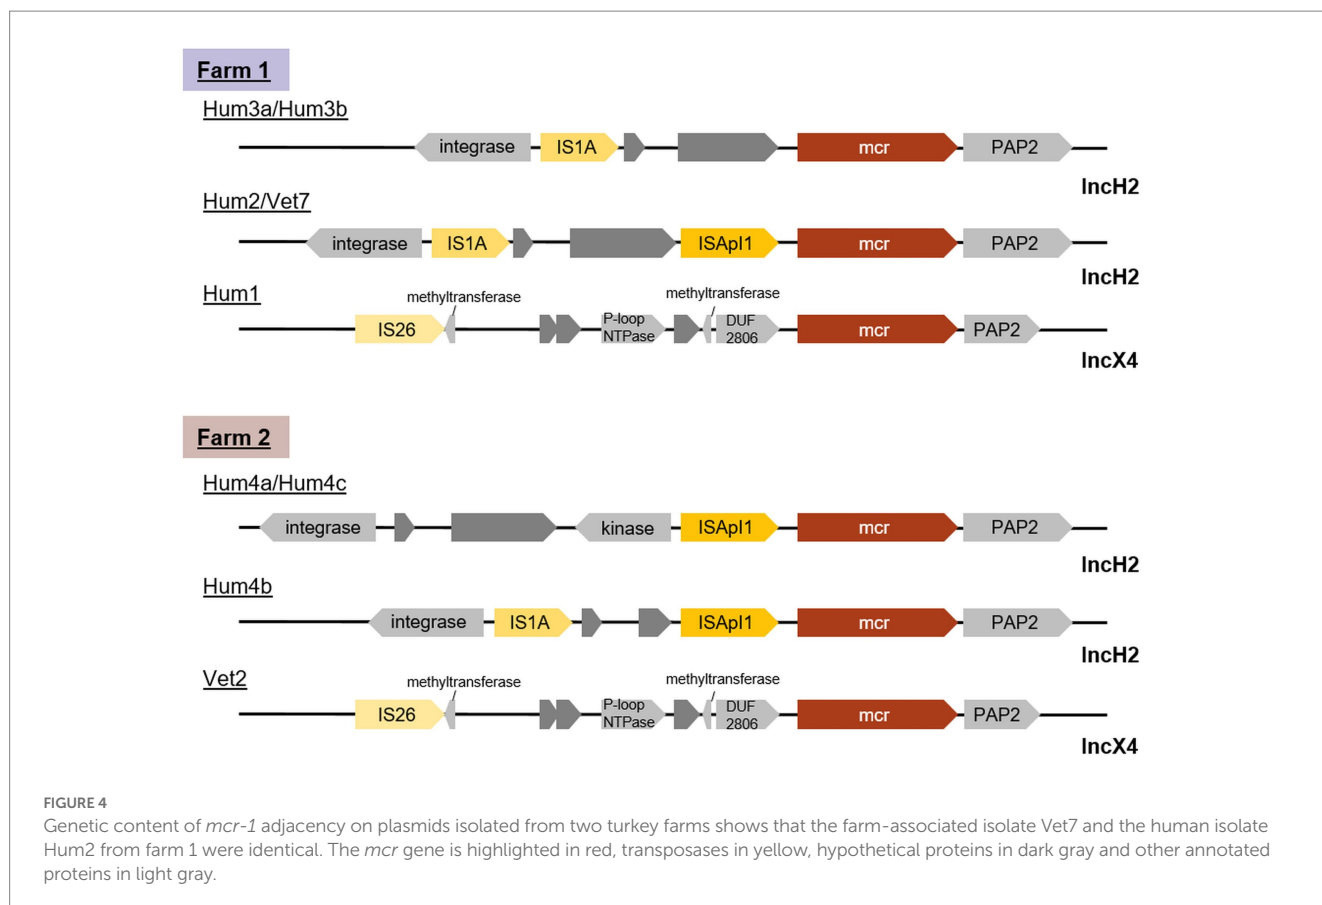 Farm 1
Hum3a/Hum3b
integrase IS1A mcr PAP2
IncH2
Hum2/Vet7
integrase IS1A ISApl1 mcr PAP2
IncH2
Hum1
methyltransferase methyltransferase
IS26 P-loop NTPase DUF 2806 mcr PAP2
IncX4
Farm 2
Hum4a/Hum4c
integrase kinase ISApl1 mcr PAP2
IncH2
Hum4b
integrase IS1A ISApl1 mcr PAP2
IncH2
Vet2
methyltransferase methyltransferase
IS26 P-loop NTPase DUF 2806 mcr PAP2
IncX4
FIGURE 4
Genetic content of mcr-1 adjacency on plasmids isolated from two turkey farms shows that the farm-associated isolate Vet7 and the human isolate
Hum2 from farm 1 were identical. The mcr gene is highlighted in red, transposases in yellow, hypothetical proteins in dark gray and other annotated
proteins in light gray.